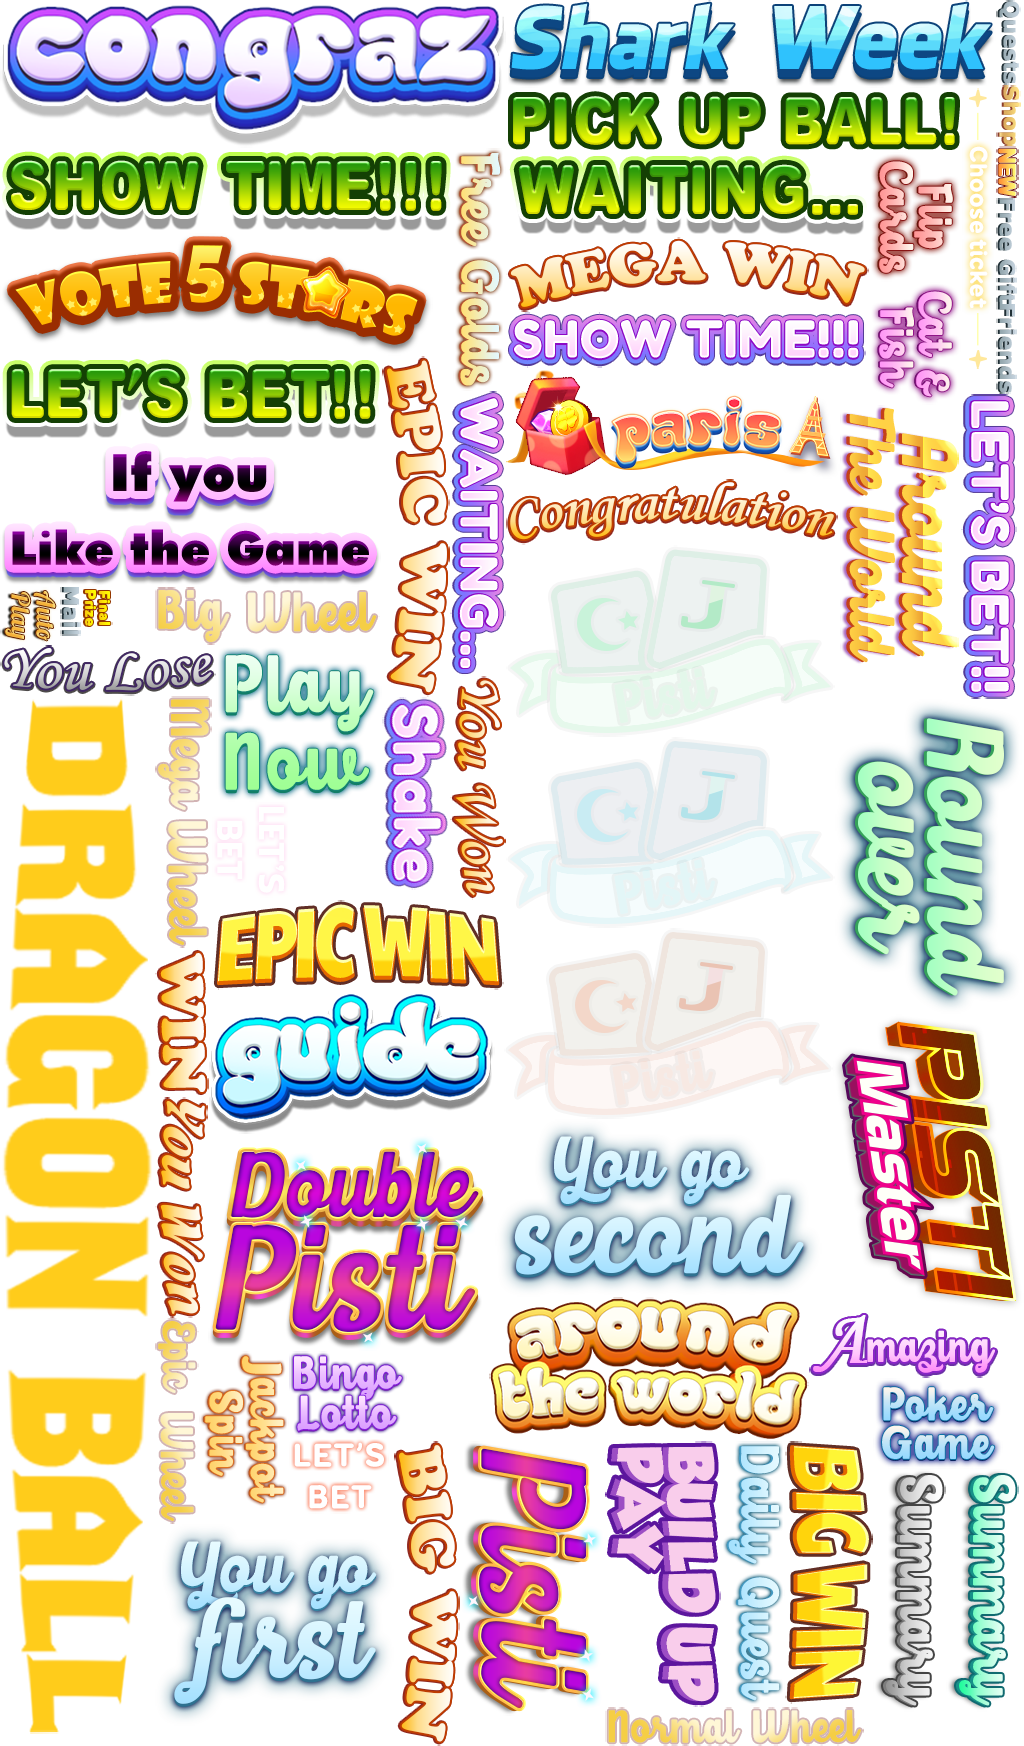 congraz
Shark Week
PICK UP BALL!
SHOW TIME!!!
WAITING...
VOTE 5 STARS
MEGA WIN
SHOW TIME!!!
LET'S BET!!
paris
Congratulation
If you
Like the Game
Free Golds
Flip
Cards
Cat &
Fish
Choose ticket
Quests
Shop
NEW
Free Gift
Friends
EPIC WIN
WAITING...
Around
The World
LET'S BET!!
Final
Prize
Mail
Auto
Play
Big Wheel
You Lose
Play
Now
Mega Wheel
LET'S
BET
Shake
You Won
Pisti
J
Pisti
J
Pisti
J
Round
over
DRAGON BALL
EPIC WIN
guide
WIN
You Won
Epic Wheel
Double
Pisti
You go
second
PISTI
Master
around
the world
Amazing
Jackpot
Spin
Bingo
Lotto
LET'S
BET
Poker
Game
You go
first
BIG WIN
Pisti
BUILD UP
PAY
Daily Quest
BIG WIN
Summary
Summary
Normal Wheel